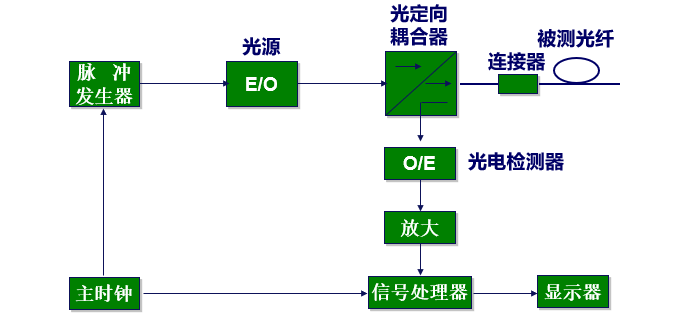 光定向
耦合器
光源
被测光纤
连接器
脉 冲
发生器
E/O
O/E
光电检测器
放大
主时钟
信号处理器
显示器